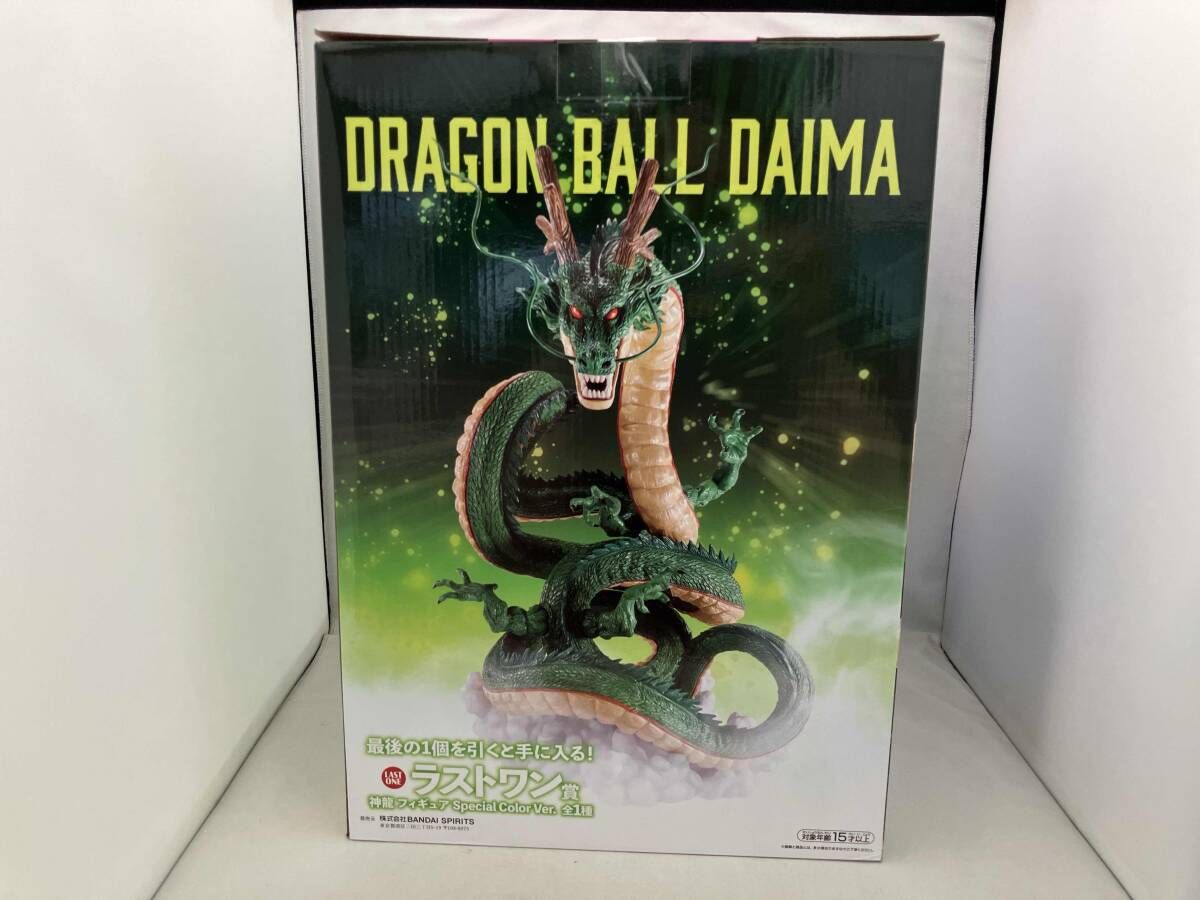 DRAGON BALL DAIMA
最後の1個を引くと手に入る!
LAST ONE ラストワン賞
神龍 フィギュア Special Color Ver. 全1種
発売元 株式会社BANDAI SPIRITS
対象年齢15才以上